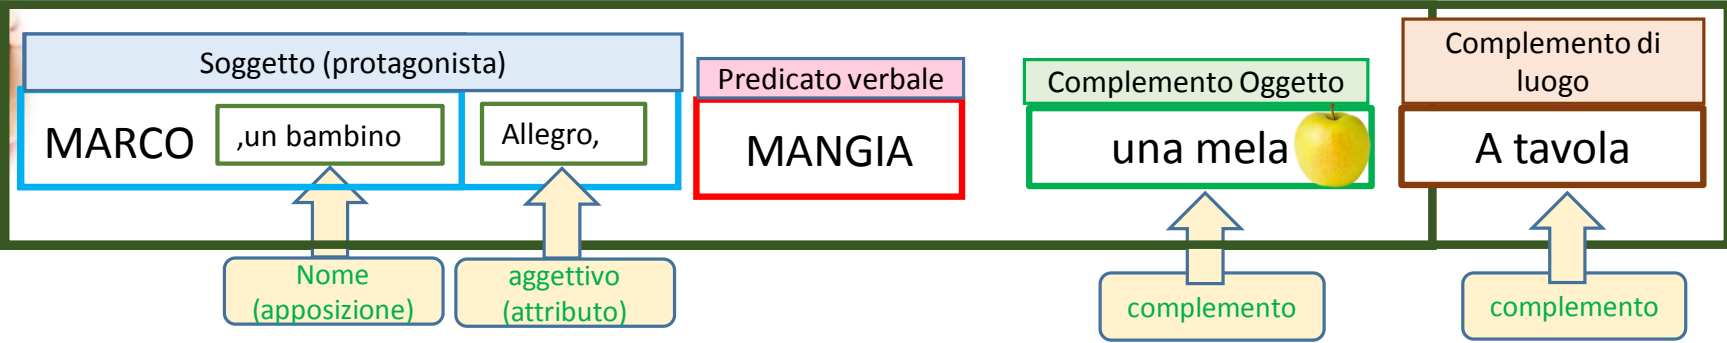 Soggetto (protagonista)
Predicato verbale
Complemento Oggetto
Complemento di
luogo
MARCO
,un bambino
Allegro,
MANGIA
una mela
A tavola
Nome
(apposizione)
aggettivo
(attributo)
complemento
complemento